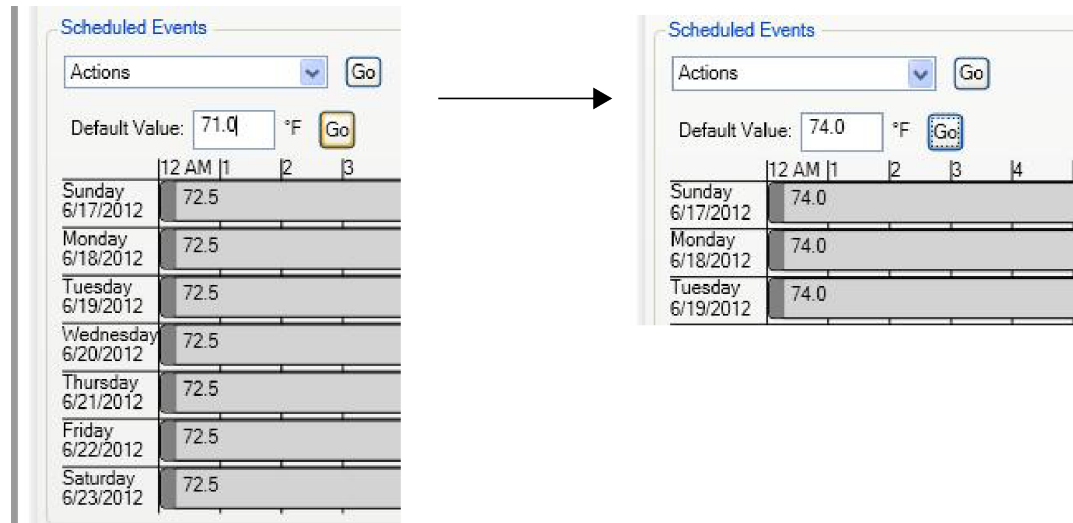 Scheduled Events
Actions Go
Default Value: 71.0 °F Go
12 AM 1 2 3
Sunday
6/17/2012 72.5
Monday
6/18/2012 72.5
Tuesday
6/19/2012 72.5
Wednesday
6/20/2012 72.5
Thursday
6/21/2012 72.5
Friday
6/22/2012 72.5
Saturday
6/23/2012 72.5
Scheduled Events
Actions Go
Default Value: 74.0 °F Go
12 AM 1 2 3 4
Sunday
6/17/2012 74.0
Monday
6/18/2012 74.0
Tuesday
6/19/2012 74.0